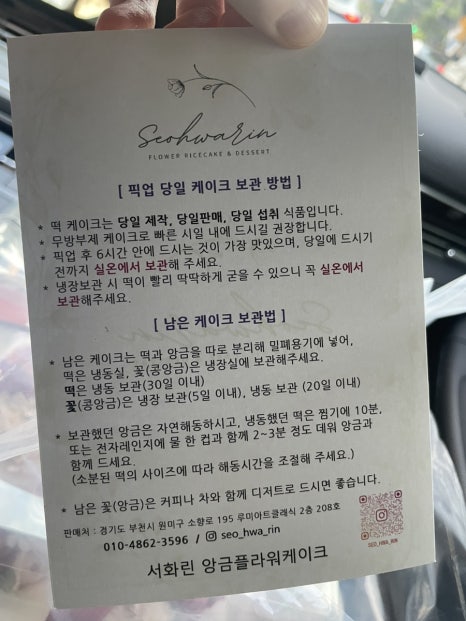 Seohwarin
FLOWER RICECAKE & DESSERT
[ 픽업 당일 케이크 보관 방법 ]
* 떡 케이크는 당일 제작, 당일판매, 당일 섭취 식품입니다.
* 무방부제 케이크로 빠른 시일 내에 드시길 권장합니다.
* 픽업 후 6시간 안에 드시는 것이 가장 맛있으며, 당일에 드시기
전까지 실온에서 보관해 주세요.
* 냉장보관 시 떡이 빨리 딱딱하게 굳을 수 있으니 꼭 실온에서
보관해주세요.
[ 남은 케이크 보관법 ]
* 남은 케이크는 떡과 앙금을 따로 분리해 밀폐용기에 넣어,
떡은 냉동실, 꽃(콩앙금)은 냉장실에 보관해주세요.
떡은 냉동 보관(30일 이내)
꽃(콩앙금)은 냉장 보관(5일 이내), 냉동 보관 (20일 이내)
* 보관했던 앙금은 자연해동하시고, 냉동했던 떡은 찜기에 10분,
또는 전자레인지에 물 한 컵과 함께 2~3분 정도 데워 앙금과
함께 드세요.
(소분된 떡의 사이즈에 따라 해동시간을 조절해 주세요.)
* 남은 꽃(앙금)은 커피나 차와 함께 디저트로 드시면 좋습니다.
판매처 : 경기도 부천시 원미구 소향로 195 루미아트클래식 2층 208호
010-4862-3596 / seo_hwa_rin
SEO_HWA_RIN
서화린 앙금플라워케이크